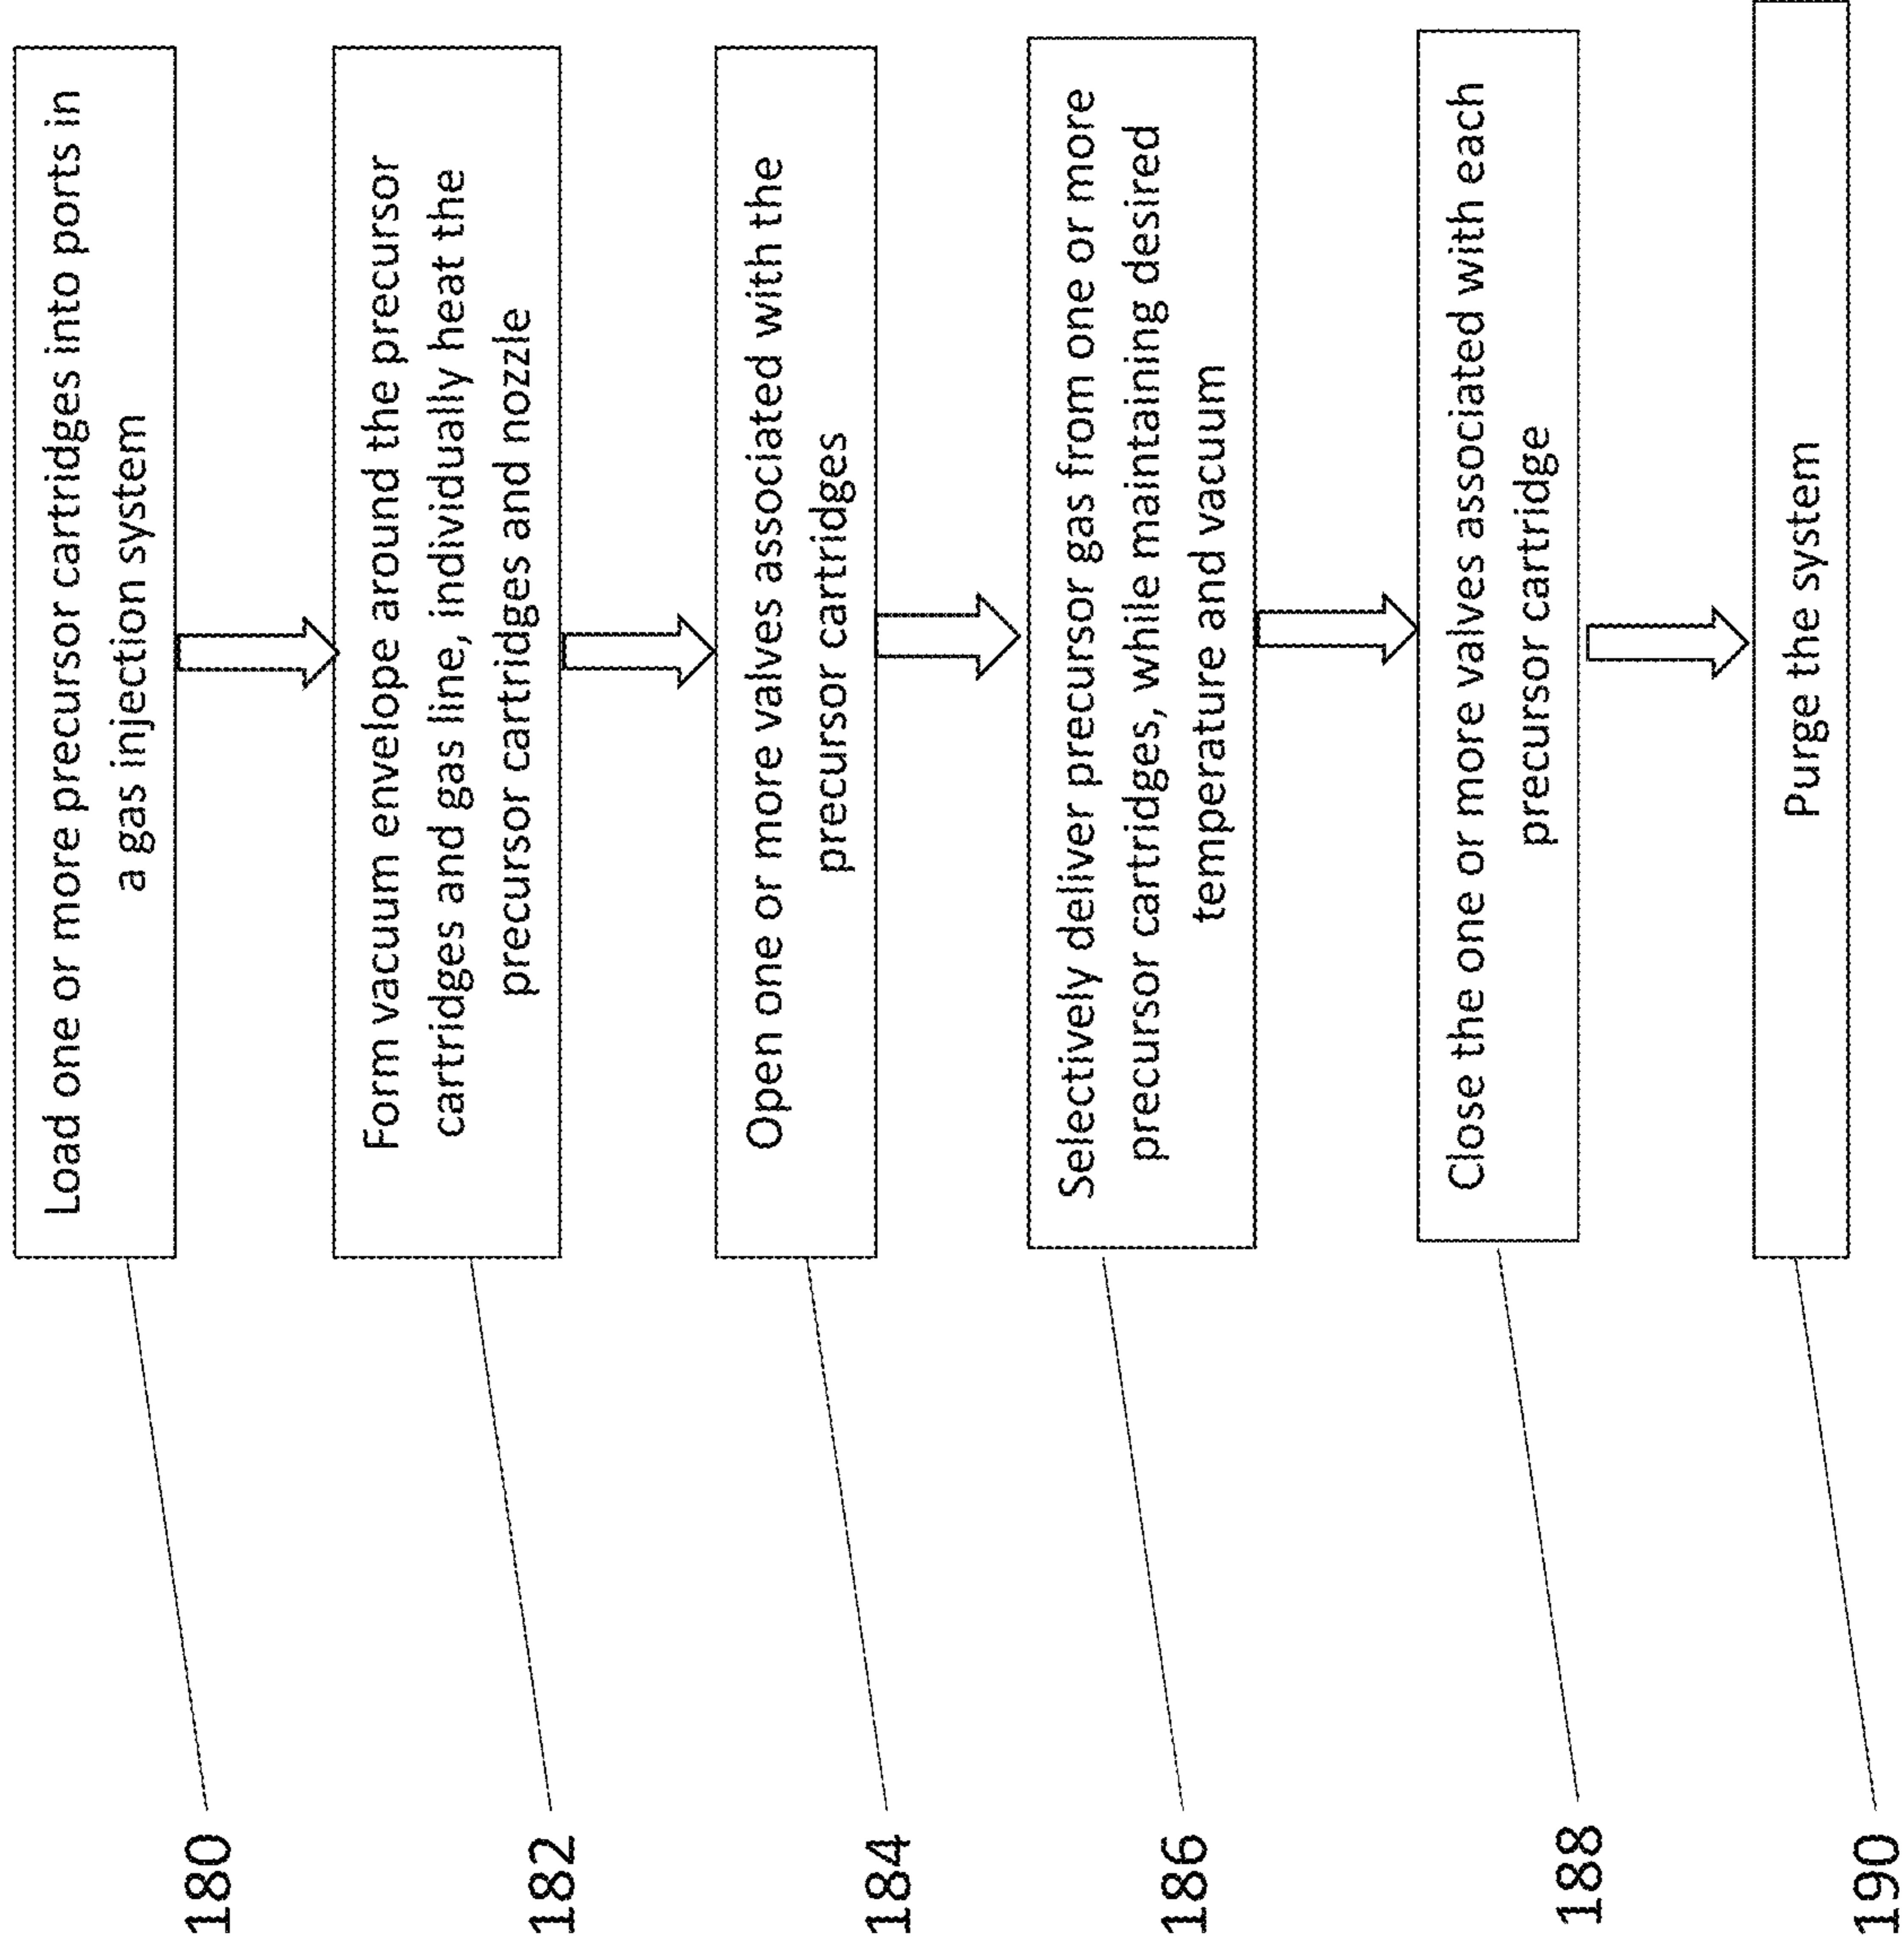 180
Load one or more precursor cartridges into ports in
a gas injection system
182
Form vacuum envelope around the precursor
cartridges and gas line, individually heat the
precursor cartridges and nozzle
184
Open one or more valves associated with the
precursor cartridges
186
Selectively deliver precursor gas from one or more
precursor cartridges, while maintaining desired
temperature and vacuum
188
Close the one or more valves associated with each
precursor cartridge
190
Purge the system